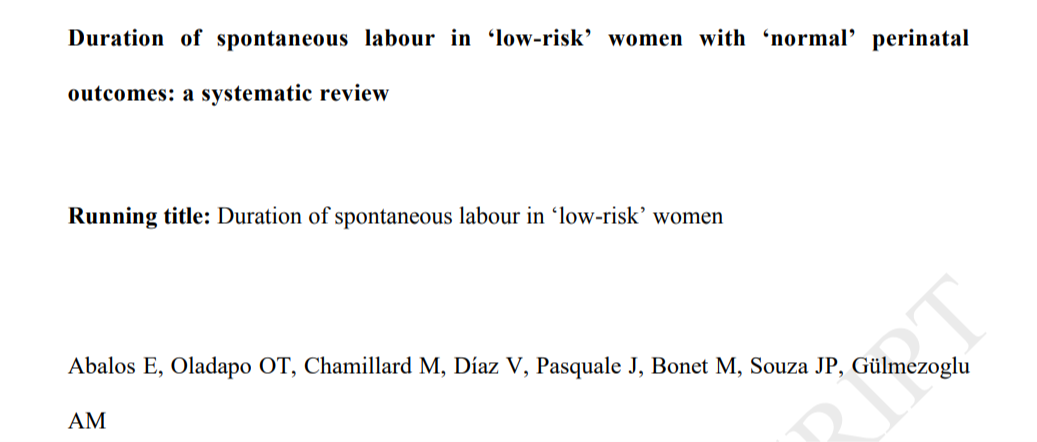 Duration of spontaneous labour in ‘low-risk’ women with ‘normal’ perinatal
outcomes: a systematic review
Running title: Duration of spontaneous labour in ‘low-risk’ women
Abalos E, Oladapo OT, Chamillard M, Díaz V, Pasquale J, Bonet M, Souza JP, Gülmezoglu
AM
RIPT